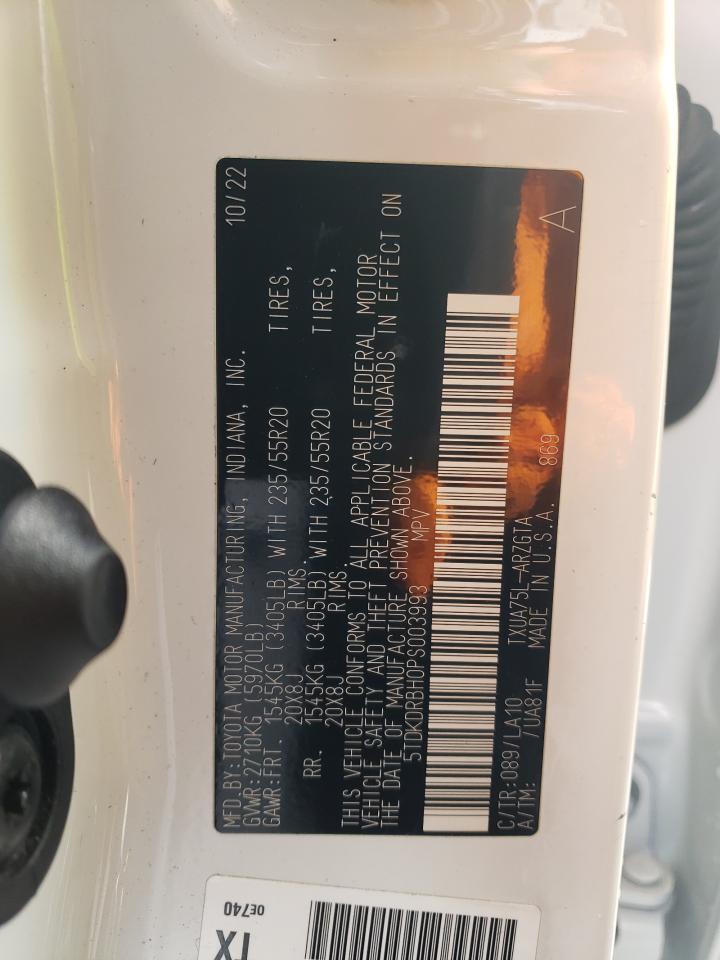 MFD BY:TOYOTA MOTOR MANUFACTURING, INDIANA, INC. 10/22
GVWR:2710KG (5970LB)
GAWR:FRT. 1545KG (3405LB) WITH 235/55R20 TIRES,
20X8J RIMS.
RR. 1545KG (3405LB) WITH 235/55R20 TIRES,
20X8J RIMS.
THIS VEHICLE CONFORMS TO ALL APPLICABLE FEDERAL MOTOR
VEHICLE SAFETY AND THEFT PREVENTION STANDARDS IN EFFECT ON
THE DATE OF MANUFACTURE SHOWN ABOVE.
5TDKDRBH0PS003993 MPV
C/TR:089/LA10 TXUA75L-ARZGTA 869 A
A/TM: /UA81F MADE IN U.S.A.
0E740
TX